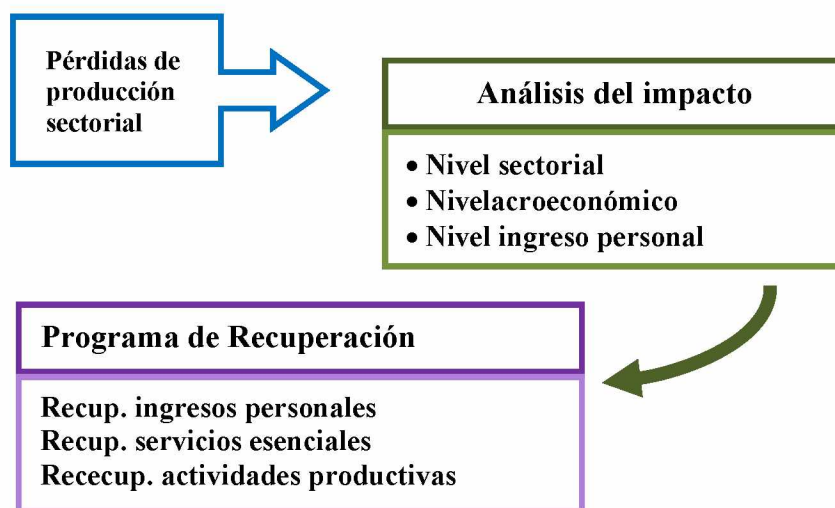 Pérdidas de
producción
sectorial
Análisis del impacto
• Nivel sectorial
• Nivelacroeconómico
• Nivel ingreso personal
Programa de Recuperación
Recup. ingresos personales
Recup. servicios esenciales
Rececup. actividades productivas